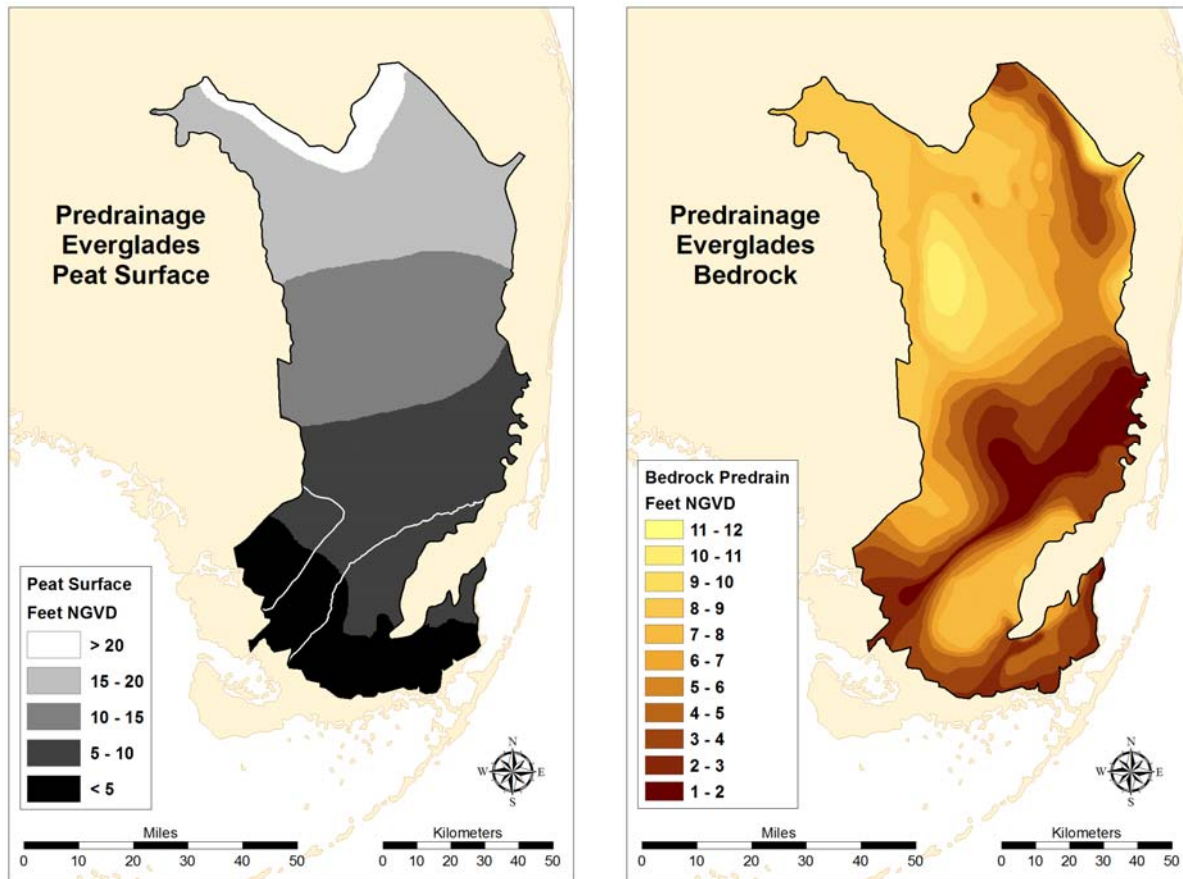 Predrainage
Everglades
Peat Surface
Peat Surface
Feet NGVD
> 20
15 - 20
10 - 15
5 - 10
< 5
N
W E
S
Miles
0 10 20 30 40 50
Kilometers
0 10 20 30 40 50
Predrainage
Everglades
Bedrock
Bedrock Predrain
Feet NGVD
11 - 12
10 - 11
9 - 10
8 - 9
7 - 8
6 - 7
5 - 6
4 - 5
3 - 4
2 - 3
1 - 2
N
W E
S
Miles
0 10 20 30 40 50
Kilometers
0 10 20 30 40 50